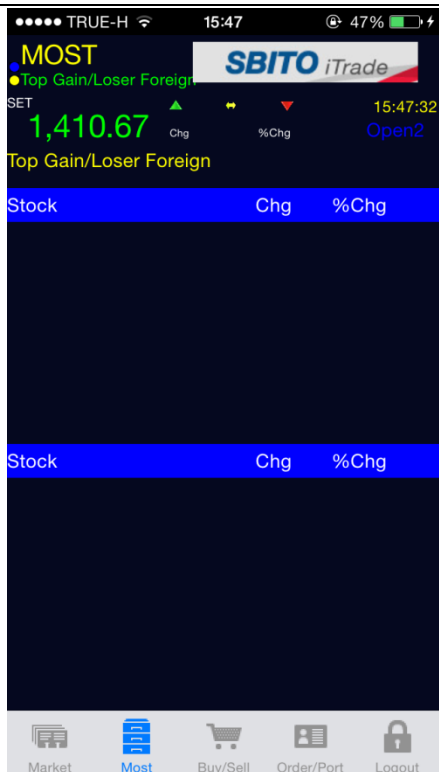 TRUE-H 15:47 47%
MOST
SBITO iTrade
Top Gain/Loser Foreign
SET 15:47:32
1,410.67 Chg %Chg Open2
Top Gain/Loser Foreign
Stock Chg %Chg
Stock Chg %Chg
Market Most Buy/Sell Order/Port Logout